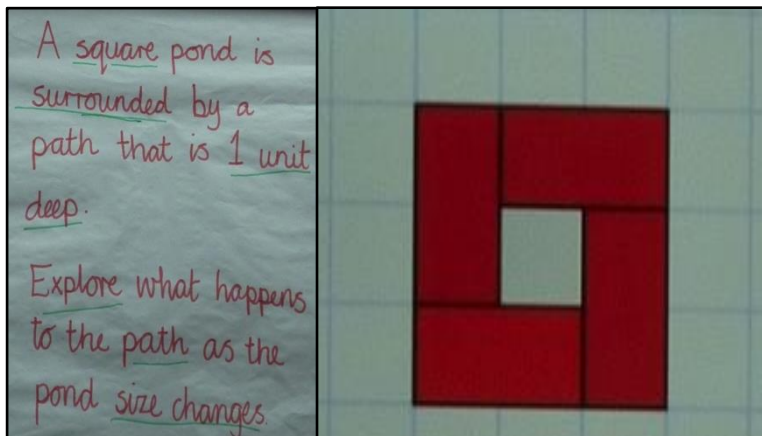 A square pond is
surrounded by a
path that is 1 unit
deep.
Explore what happens
to the path as the
pond size changes.